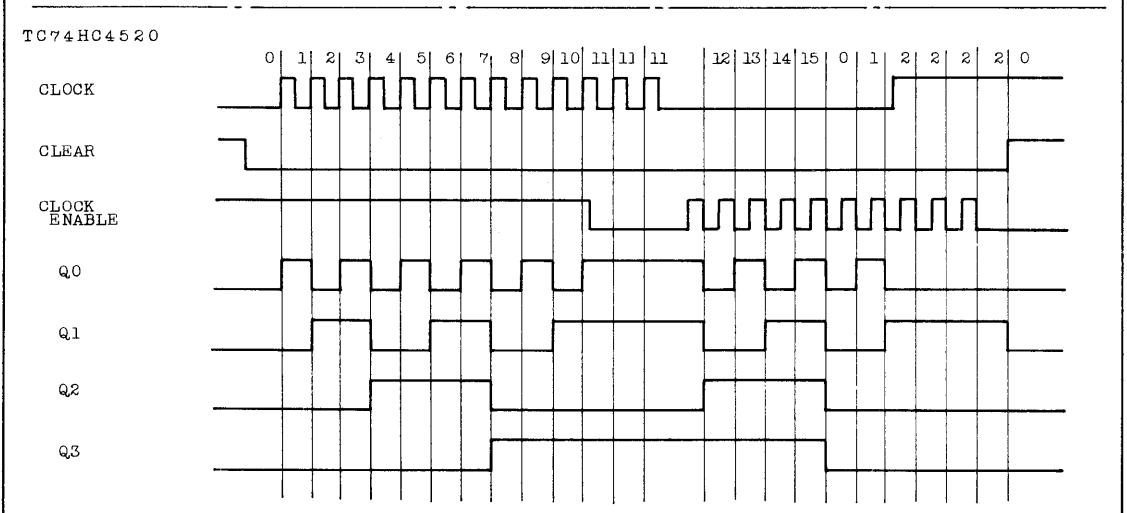 TC74HC4520
0 1 2 3 4 5 6 7 8 9 10 11 11 11 12 13 14 15 0 1 2 2 2 2 0
CLOCK
CLEAR
CLOCK
ENABLE
Q0
Q1
Q2
Q3